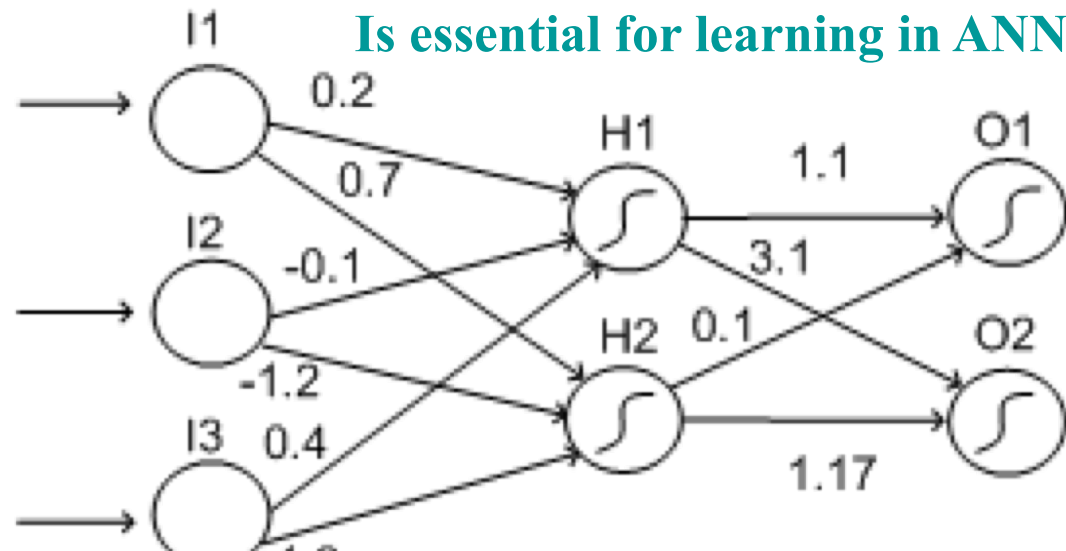 Is essential for learning in ANN
I1
0.2
H1
O1
1.1
0.7
I2
-0.1
3.1
H2
0.1
O2
-1.2
I3
0.4
1.17